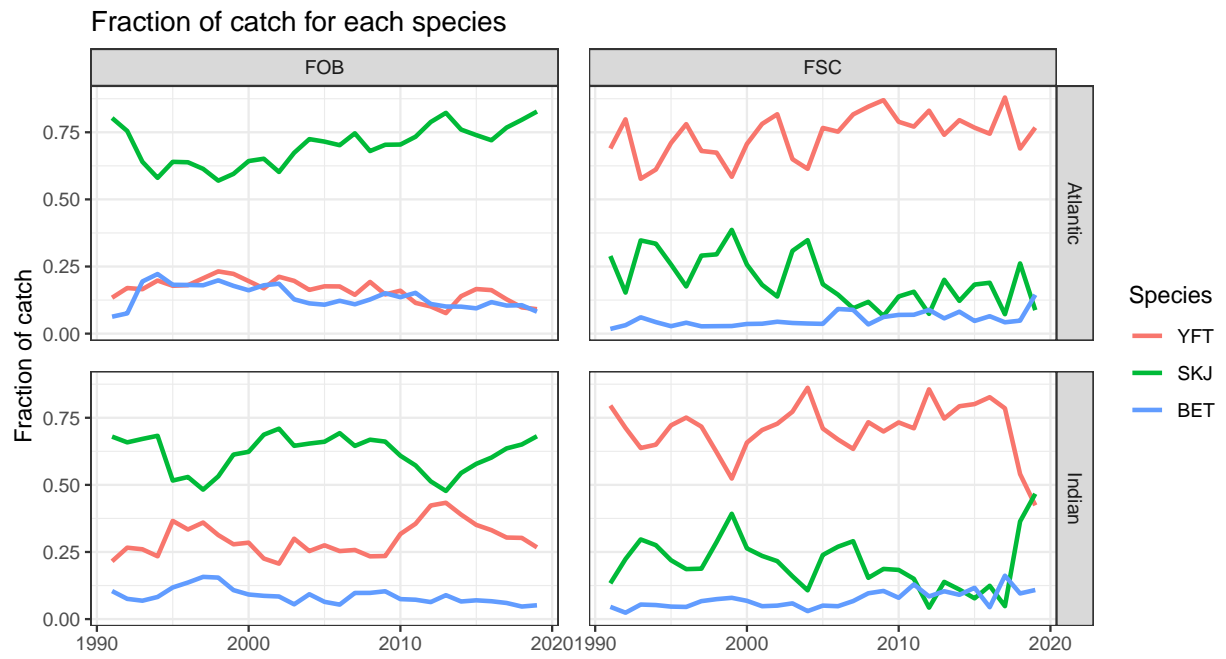 Fraction of catch for each species
FOB
FSC
0.75
0.50
0.25
0.00
Atlantic
Fraction of catch
0.75
0.50
0.25
0.00
Indian
1990
2000
2010
2020
1990
2000
2010
2020
Species
YFT
SKJ
BET